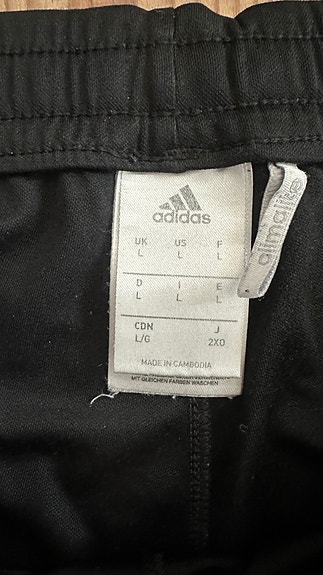 adidas
UK US F
L L L
D I E
L L L
CDN J
L/G 2XO
MADE IN CAMBODIA
MIT GLEICHEN FARBEN WASCHEN
climalite®